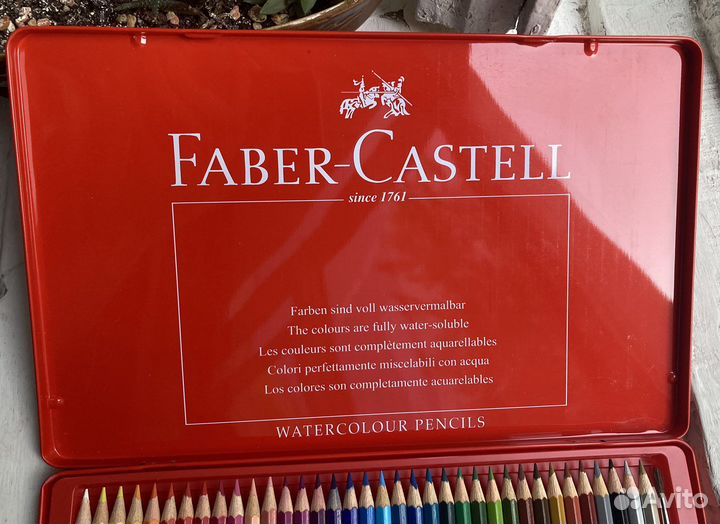 FABER-CASTELL
since 1761
Farben sind voll wasservermalbar
The colours are fully water-soluble
Les couleurs sont complètement aquarellables
Colori perfettamente miscelabili con acqua
Los colores son completamente acuarelables
WATERCOLOUR PENCILS
Avito